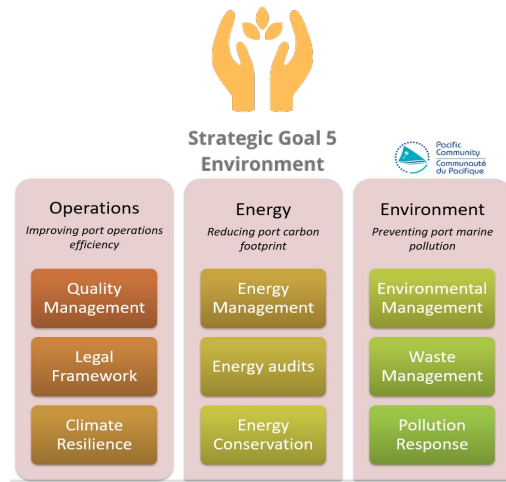 Strategic Goal 5
Environment
Pacific
Community
Communauté
du Pacifique
Operations
Improving port operations
efficiency
Quality
Management
Legal
Framework
Climate
Resilience
Energy
Reducing port carbon
footprint
Energy
Management
Energy audits
Energy
Conservation
Environment
Preventing port marine
pollution
Environmental
Management
Waste
Management
Pollution
Response